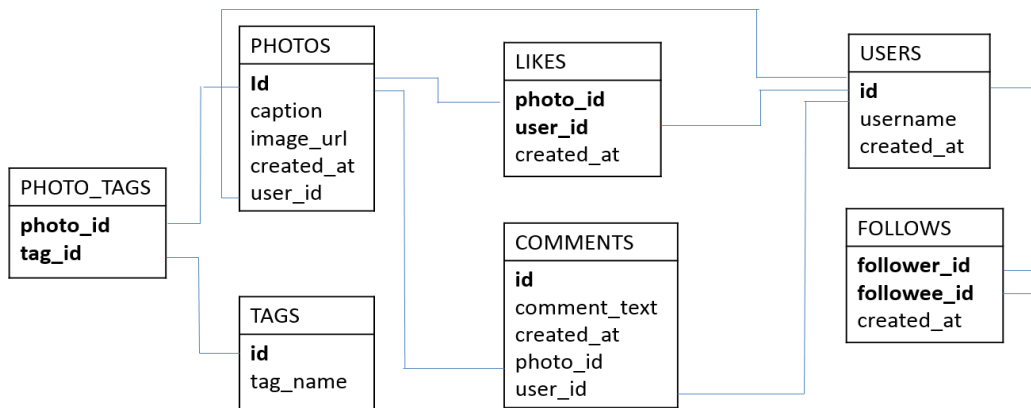 PHOTOS
Id
caption
image_url
created_at
user_id
LIKES
photo_id
user_id
created_at
USERS
id
username
created_at
PHOTO_TAGS
photo_id
tag_id
TAGS
id
tag_name
COMMENTS
id
comment_text
created_at
photo_id
user_id
FOLLOWS
follower_id
followee_id
created_at